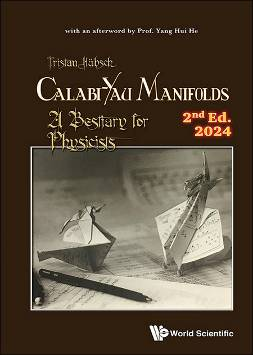 with an afterword by Prof. Yang Hui He
Tristan Hübsch
CALABI-YAU MANIFOLDS
A Bestiary for
Physicists
2nd Ed.
2024
World Scientific